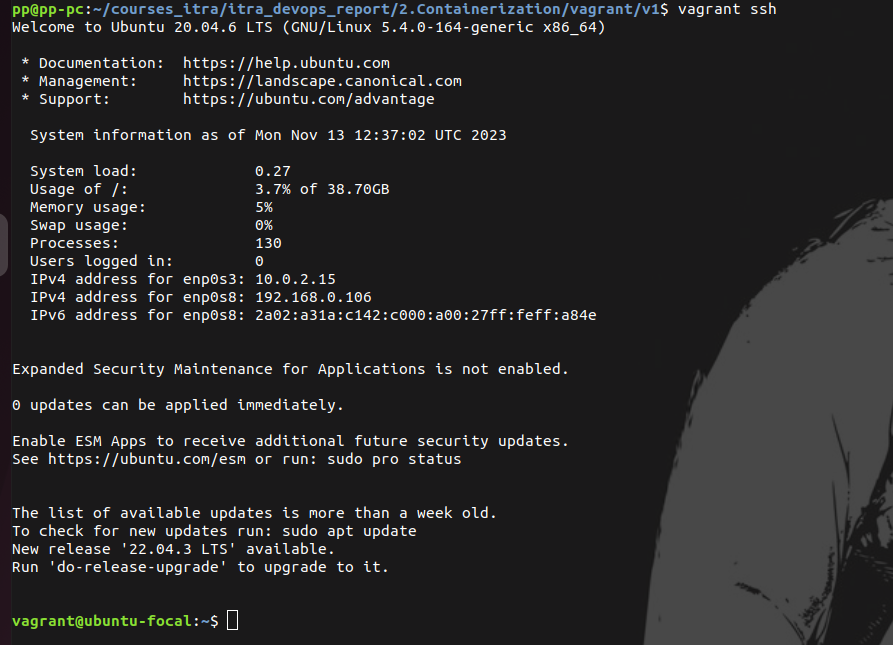 pp@pp-pc:~/courses_itra/itra_devops_report/2.Containerization/vagrant/v1$ vagrant ssh
Welcome to Ubuntu 20.04.6 LTS (GNU/Linux 5.4.0-164-generic x86_64)
* Documentation:  https://help.ubuntu.com
* Management:     https://landscape.canonical.com
* Support:        https://ubuntu.com/advantage
System information as of Mon Nov 13 12:37:02 UTC 2023
System load:             0.27
Usage of /:              3.7% of 38.70GB
Memory usage:            5%
Swap usage:              0%
Processes:               130
Users logged in:         0
IPv4 address for enp0s3: 10.0.2.15
IPv4 address for enp0s8: 192.168.0.106
IPv6 address for enp0s8: 2a02:a31a:c142:c000:a00:27ff:feff:a84e
Expanded Security Maintenance for Applications is not enabled.
0 updates can be applied immediately.
Enable ESM Apps to receive additional future security updates.
See https://ubuntu.com/esm or run: sudo pro status
The list of available updates is more than a week old.
To check for new updates run: sudo apt update
New release '22.04.3 LTS' available.
Run 'do-release-upgrade' to upgrade to it.
vagrant@ubuntu-focal:~$